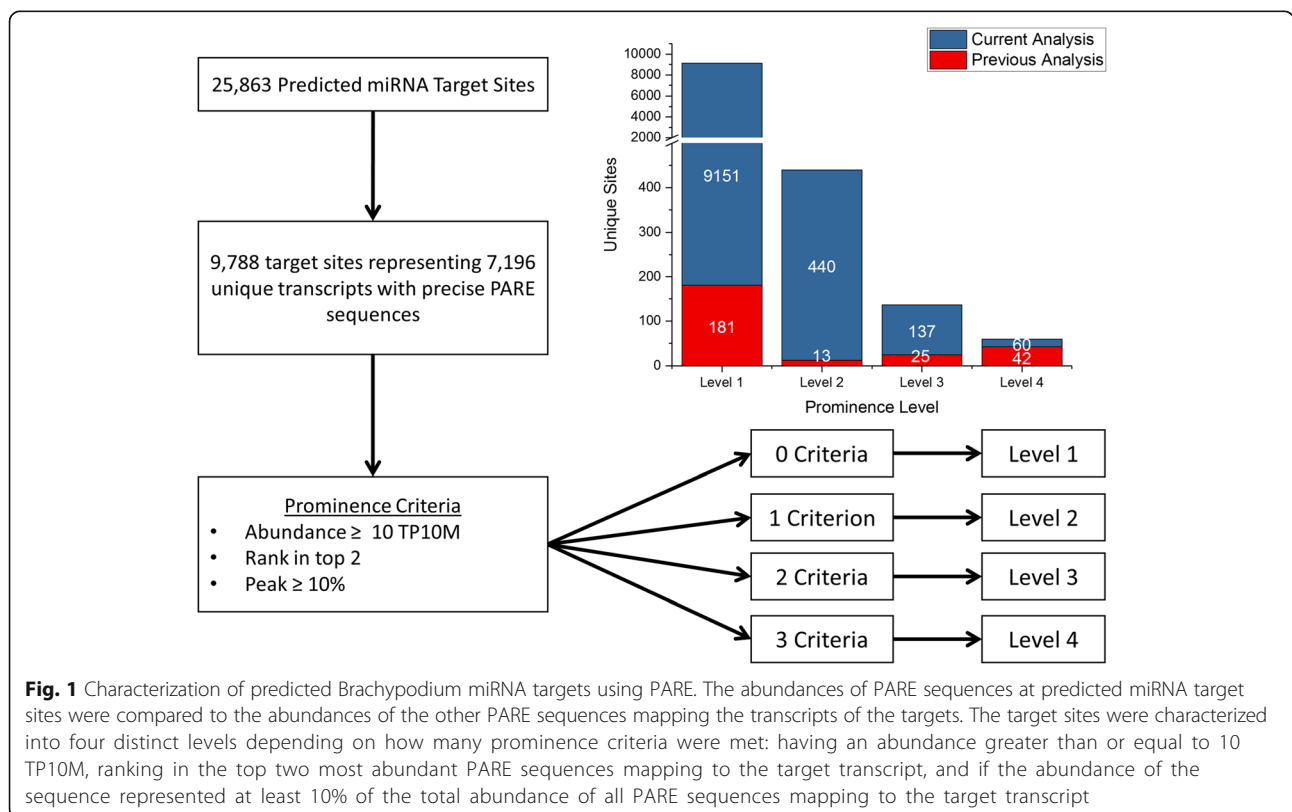 25,863 Predicted miRNA Target Sites
9,788 target sites representing 7,196
unique transcripts with precise PARE
sequences
Prominence Criteria
• Abundance ≥ 10 TP10M
• Rank in top 2
• Peak ≥ 10%
Current Analysis
Previous Analysis
Unique Sites
10000
8000
6000
4000
2000
400
300
200
100
0
9151
181
440
13
137
25
60
42
Level 1
Level 2
Level 3
Level 4
Prominence Level
0 Criteria
Level 1
1 Criterion
Level 2
2 Criteria
Level 3
3 Criteria
Level 4
Fig. 1 Characterization of predicted Brachypodium miRNA targets using PARE. The abundances of PARE sequences at predicted miRNA target
sites were compared to the abundances of the other PARE sequences mapping the transcripts of the targets. The target sites were characterized
into four distinct levels depending on how many prominence criteria were met: having an abundance greater than or equal to 10
TP10M, ranking in the top two most abundant PARE sequences mapping to the target transcript, and if the abundance of the
sequence represented at least 10% of the total abundance of all PARE sequences mapping to the target transcript